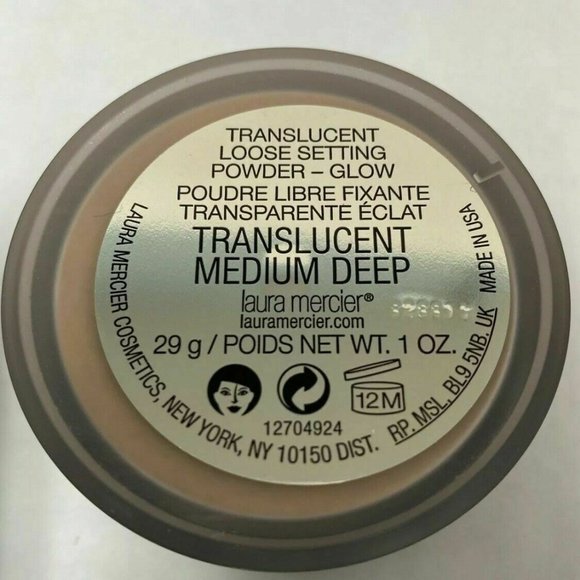 TRANSLUCENT
LOOSE SETTING
POWDER – GLOW
POUDRE LIBRE FIXANTE
TRANSPARENTE ÉCLAT
TRANSLUCENT
MEDIUM DEEP
laura mercier®
lauramercier.com
29 g / POIDS NET WT. 1 OZ.
12M
12704924
LAURA MERCIER COSMETICS, NEW YORK, NY 10150 DIST. RP. MSL, BL9 5NB. UK MADE IN USA